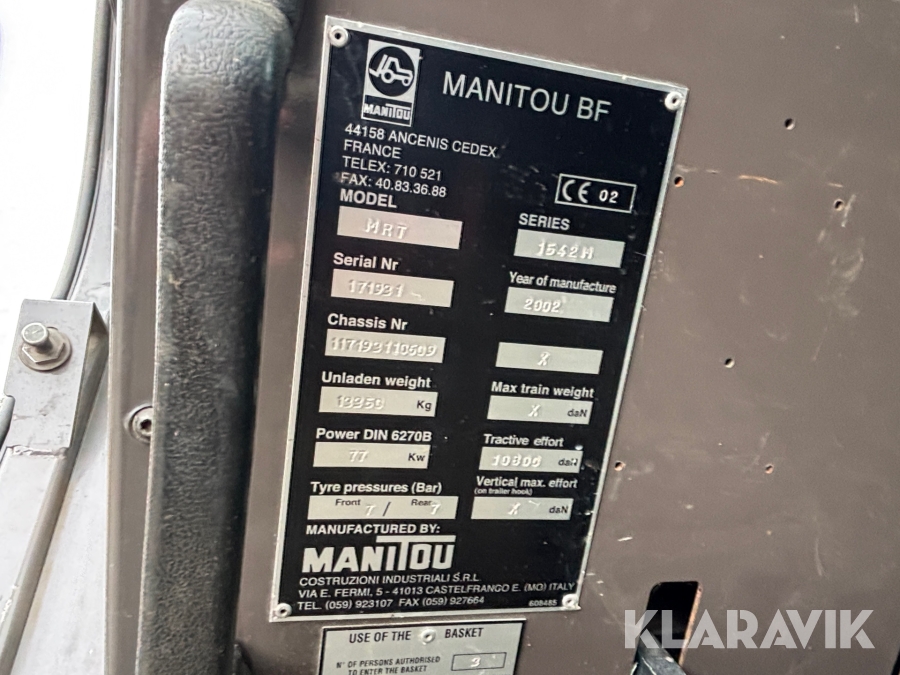 MANITOU
MANITOU BF
44158 ANCENIS CEDEX
FRANCE
TELEX: 710 521
FAX: 40.83.36.88
CE 02
MODEL
MRT
SERIES
1542M
Serial Nr
171931
Year of manufacture
2002
Chassis Nr
X
Unladen weight
Kg
Max train weight
X daN
Power DIN 6270B
77 Kw
Tractive effort
daN
Tyre pressures (Bar)
Front 7 / Rear 7
Vertical max. effort
(on trailer hook)
X daN
MANUFACTURED BY:
MANITOU
COSTRUZIONI INDUSTRIALI S.R.L
VIA E. FERMI, 5 - 41013 CASTELFRANCO E. (MO) ITALY
TEL. (059) 923107 FAX (059) 927664
608485
USE OF THE BASKET
N° OF PERSONS AUTHORISED
TO ENTER THE BASKET
3
KLARAVIK